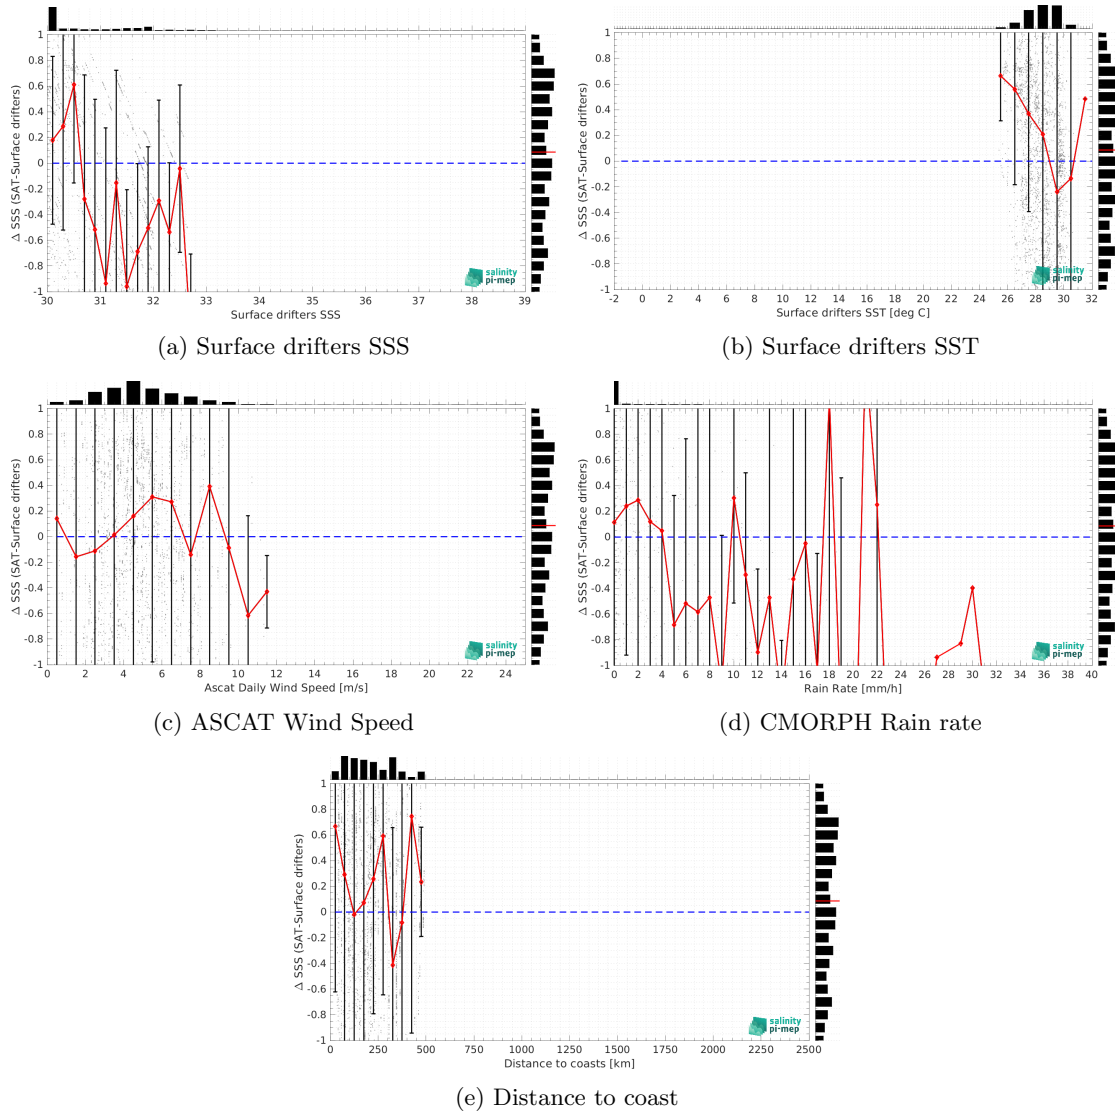 1
0.8
0.6
0.4
0.2
0
-0.2
-0.4
-0.6
-0.8
-1
Δ SSS (SAT-Surface drifters)
30 31 32 33 34 35 36 37 38 39
Surface drifters SSS
salinity
pi-mep
(a) Surface drifters SSS
1
0.8
0.6
0.4
0.2
0
-0.2
-0.4
-0.6
-0.8
-1
Δ SSS (SAT-Surface drifters)
-2 0 2 4 6 8 10 12 14 16 18 20 22 24 26 28 30 32
Surface drifters SST [deg C]
salinity
pi-mep
(b) Surface drifters SST
1
0.8
0.6
0.4
0.2
0
-0.2
-0.4
-0.6
-0.8
-1
Δ SSS (SAT-Surface drifters)
0 2 4 6 8 10 12 14 16 18 20 22 24
Ascat Daily Wind Speed [m/s]
salinity
pi-mep
(c) ASCAT Wind Speed
1
0.8
0.6
0.4
0.2
0
-0.2
-0.4
-0.6
-0.8
-1
Δ SSS (SAT-Surface drifters)
0 2 4 6 8 10 12 14 16 18 20 22 24 26 28 30 32 34 36 38 40
Rain Rate [mm/h]
salinity
pi-mep
(d) CMORPH Rain rate
1
0.8
0.6
0.4
0.2
0
-0.2
-0.4
-0.6
-0.8
-1
Δ SSS (SAT-Surface drifters)
0 250 500 750 1000 1250 1500 1750 2000 2250 2500
Distance to coasts [km]
salinity
pi-mep
(e) Distance to coast